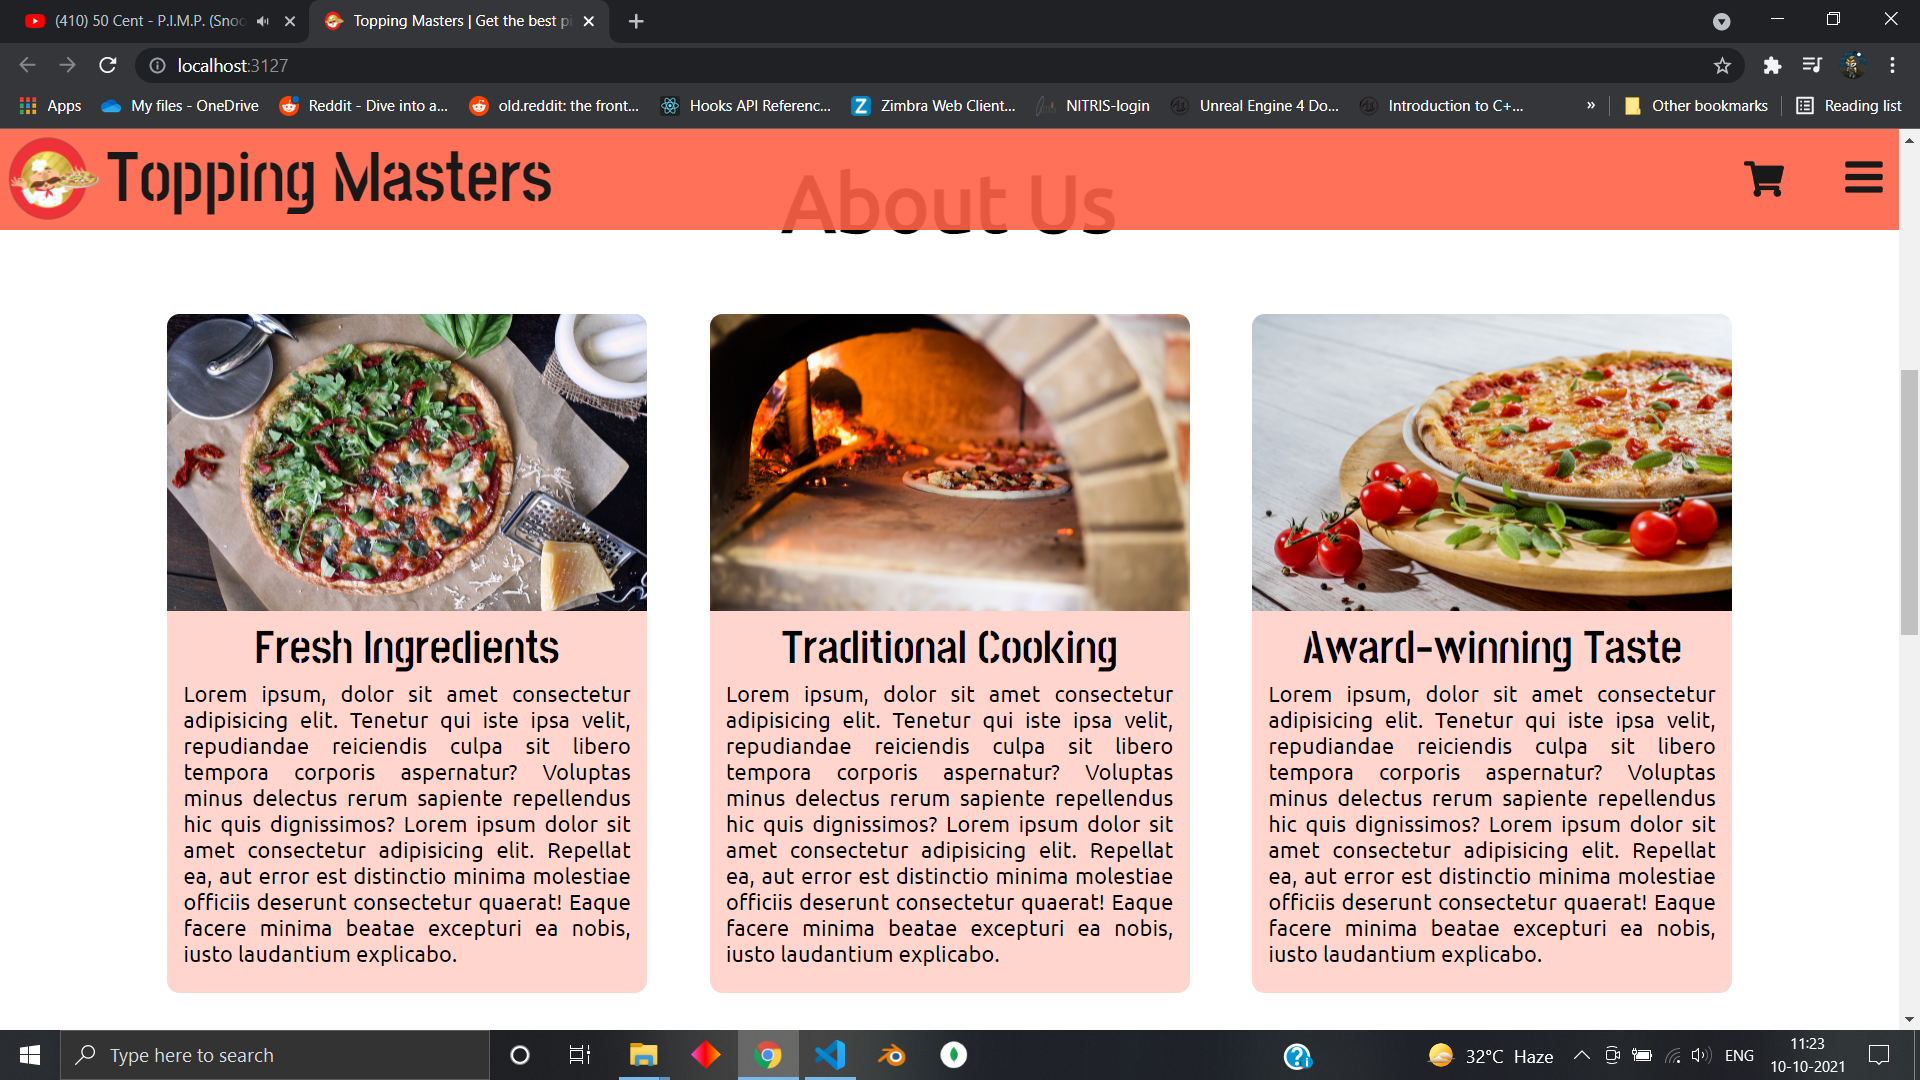 (410) 50 Cent - P.I.M.P. (Snoo
Topping Masters | Get the best pi
localhost:3127
Apps
My files - OneDrive
Reddit - Dive into a...
old.reddit: the front...
Hooks API Referenc...
Zimbra Web Client...
NITRIS-login
Unreal Engine 4 Do...
Introduction to C+...
»
Other bookmarks
Reading list
Topping Masters
About Us
Fresh Ingredients
Lorem ipsum, dolor sit amet consectetur
adipisicing elit. Tenetur qui iste ipsa velit,
repudiandae reiciendis culpa sit libero
tempora corporis aspernatur? Voluptas
minus delectus rerum sapiente repellendus
hic quis dignissimos? Lorem ipsum dolor sit
amet consectetur adipisicing elit. Repellat
ea, aut error est distinctio minima molestiae
officiis deserunt consectetur quaerat! Eaque
facere minima beatae excepturi ea nobis,
iusto laudantium explicabo.
Traditional Cooking
Lorem ipsum, dolor sit amet consectetur
adipisicing elit. Tenetur qui iste ipsa velit,
repudiandae reiciendis culpa sit libero
tempora corporis aspernatur? Voluptas
minus delectus rerum sapiente repellendus
hic quis dignissimos? Lorem ipsum dolor sit
amet consectetur adipisicing elit. Repellat
ea, aut error est distinctio minima molestiae
officiis deserunt consectetur quaerat! Eaque
facere minima beatae excepturi ea nobis,
iusto laudantium explicabo.
Award-winning Taste
Lorem ipsum, dolor sit amet consectetur
adipisicing elit. Tenetur qui iste ipsa velit,
repudiandae reiciendis culpa sit libero
tempora corporis aspernatur? Voluptas
minus delectus rerum sapiente repellendus
hic quis dignissimos? Lorem ipsum dolor sit
amet consectetur adipisicing elit. Repellat
ea, aut error est distinctio minima molestiae
officiis deserunt consectetur quaerat! Eaque
facere minima beatae excepturi ea nobis,
iusto laudantium explicabo.
Type here to search
32°C Haze
ENG
11:23
10-10-2021